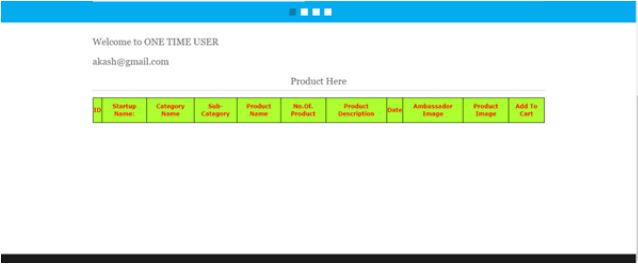 Welcome to ONE TIME USER
akash@gmail.com
Product Here
ID Startup Name: Category Name Sub-Category Product Name No.Of. Product Product Description Date Ambassador Image Product Image Add To Cart